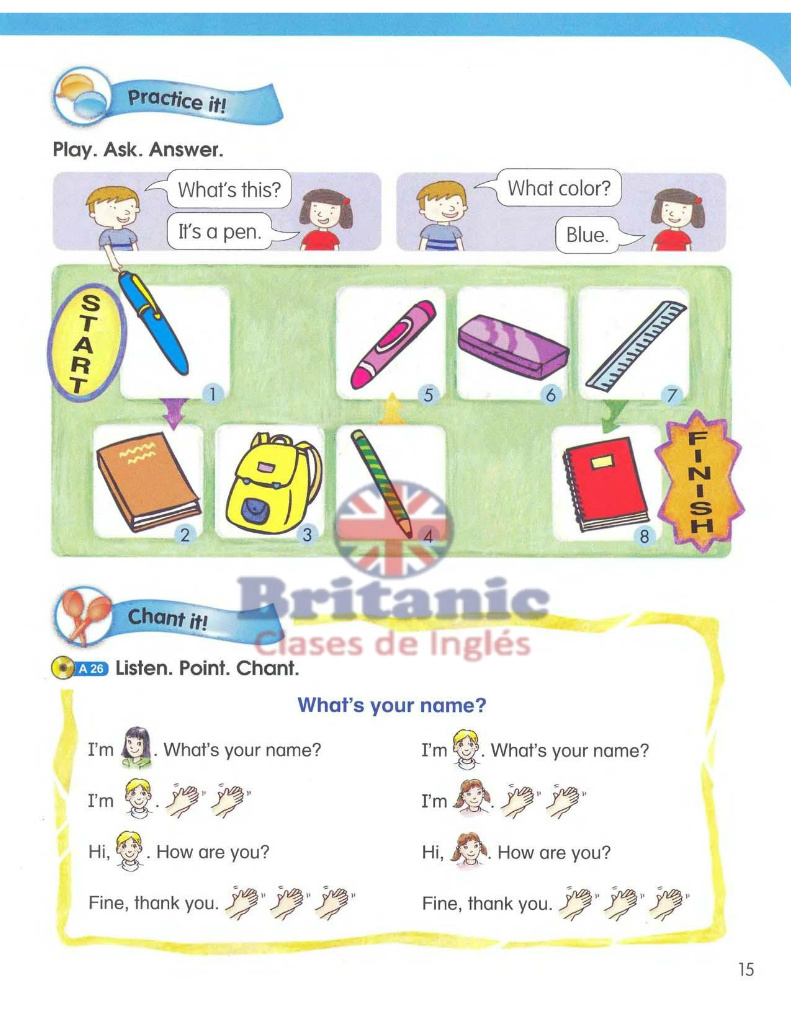 Practice it!
Play. Ask. Answer.
What's this?
It's a pen.
What color?
Blue.
START
1
5
6
7
2
3
4
8
FINISH
Britanic
Clases de Inglés
Chant it!
A 26 Listen. Point. Chant.
What's your name?
I'm . What's your name?
I'm .
Hi, . How are you?
Fine, thank you.
I'm . What's your name?
I'm .
Hi, . How are you?
Fine, thank you.
15